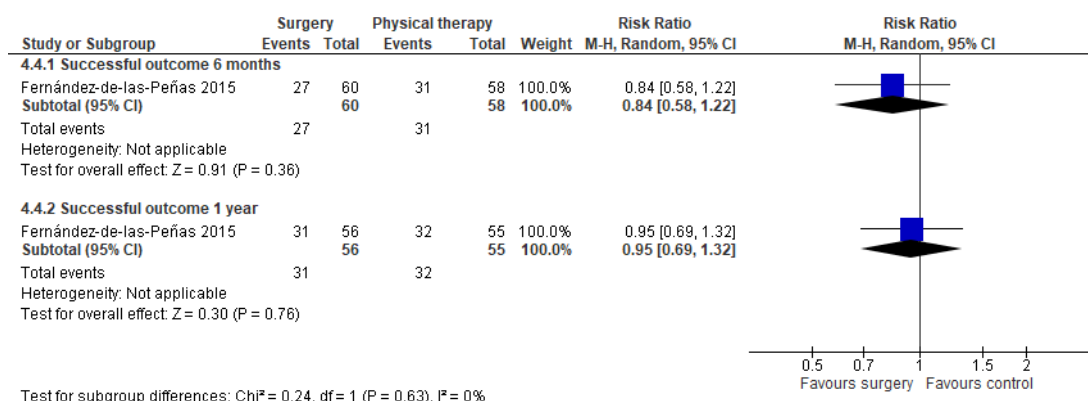 Surgery Physical therapy Risk Ratio Risk Ratio
Study or Subgroup Events Total Events Total Weight M-H, Random, 95% CI M-H, Random, 95% CI
4.4.1 Successful outcome 6 months
Fernández-de-las-Peñas 2015 27 60 31 58 100.0% 0.84 [0.58, 1.22]
Subtotal (95% CI) 60 58 100.0% 0.84 [0.58, 1.22]
Total events 27 31
Heterogeneity: Not applicable
Test for overall effect: Z = 0.91 (P = 0.36)
4.4.2 Successful outcome 1 year
Fernández-de-las-Peñas 2015 31 56 32 55 100.0% 0.95 [0.69, 1.32]
Subtotal (95% CI) 56 55 100.0% 0.95 [0.69, 1.32]
Total events 31 32
Heterogeneity: Not applicable
Test for overall effect: Z = 0.30 (P = 0.76)
0.5 0.7 1 1.5 2
Favours surgery Favours control
Test for subgroup differences: Chi² = 0.24, df = 1 (P = 0.63), I² = 0%